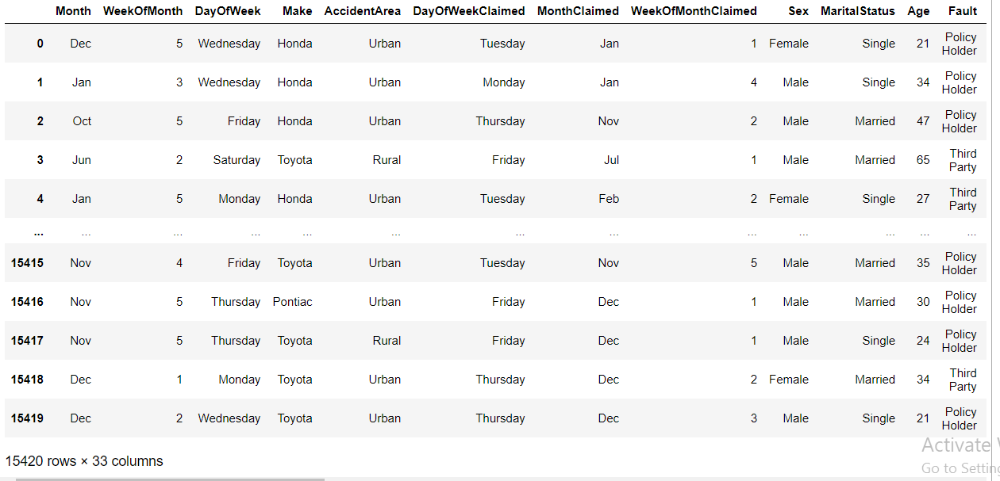 Month WeekOfMonth DayOfWeek Make AccidentArea DayOfWeekClaimed MonthClaimed WeekOfMonthClaimed Sex MaritalStatus Age Fault
0 Dec 5 Wednesday Honda Urban Tuesday Jan 1 Female Single 21 Policy Holder
1 Jan 3 Wednesday Honda Urban Monday Jan 4 Male Single 34 Policy Holder
2 Oct 5 Friday Honda Urban Thursday Nov 2 Male Married 47 Policy Holder
3 Jun 2 Saturday Toyota Rural Friday Jul 1 Male Married 65 Third Party
4 Jan 5 Monday Honda Urban Tuesday Feb 2 Female Single 27 Third Party
... ... ... ... ... ... ... ... ... ... ... ... ...
15415 Nov 4 Friday Toyota Urban Tuesday Nov 5 Male Married 35 Policy Holder
15416 Nov 5 Thursday Pontiac Urban Friday Dec 1 Male Married 30 Policy Holder
15417 Nov 5 Thursday Toyota Rural Friday Dec 1 Male Single 24 Policy Holder
15418 Dec 1 Monday Toyota Urban Thursday Dec 2 Female Married 34 Third Party
15419 Dec 2 Wednesday Toyota Urban Thursday Dec 3 Male Single 21 Policy Holder
15420 rows × 33 columns
Activate
Go to